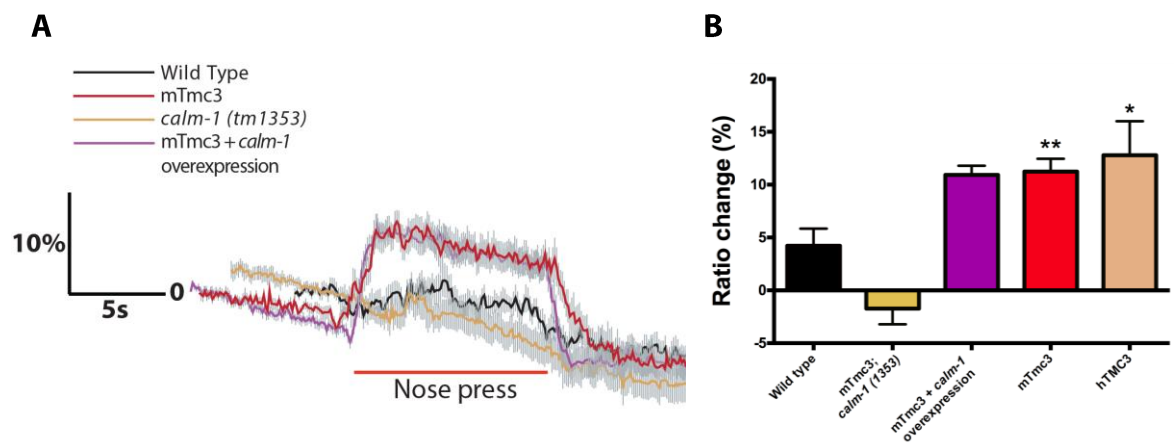 A
Wild Type
mTmc3
calm-1 (tm1353)
mTmc3 + calm-1
overexpression
10%
0
5s
Nose press
B
Ratio change (%)
20
15
10
5
0
-5
**
*
Wild type
mTmc3;
calm-1 (1353)
mTmc3 + calm-1
overexpression
mTmc3
hTMC3